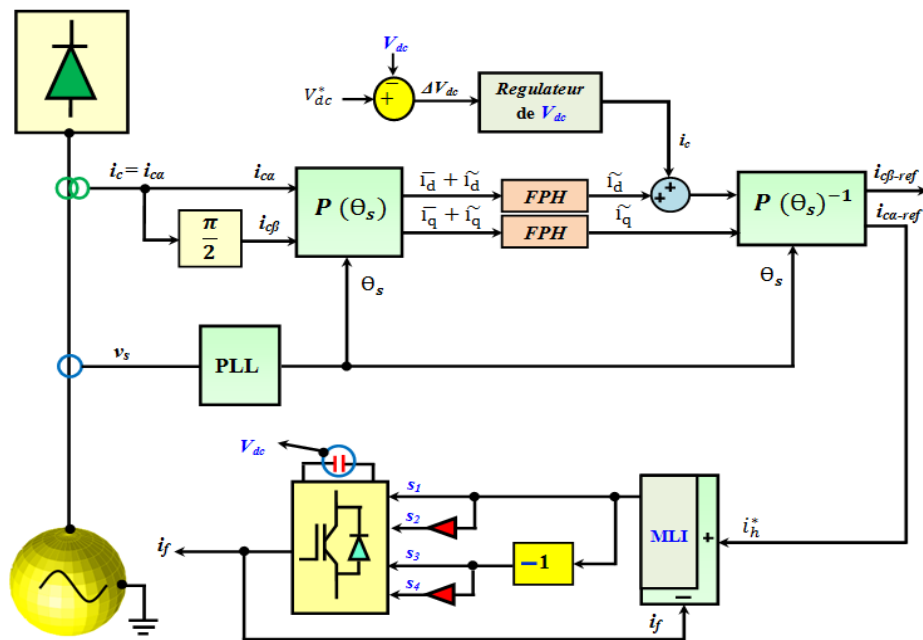 V_dc
V*_dc
−
+
ΔV_dc
Regulateur
de V_dc
i_c
i_c = i_cα
i_cα
π
2
i_cβ
P (Θ_s)
i̅_d + ĩ_d
i̅_q + ĩ_q
FPH
FPH
ĩ_d
ĩ_q
+
+
P (Θ_s)^−1
i_cβ-ref
i_cα-ref
Θ_s
Θ_s
v_s
PLL
V_dc
s_1
s_2
s_3
s_4
−1
MLI
+
−
i*_h
i_f
i_f